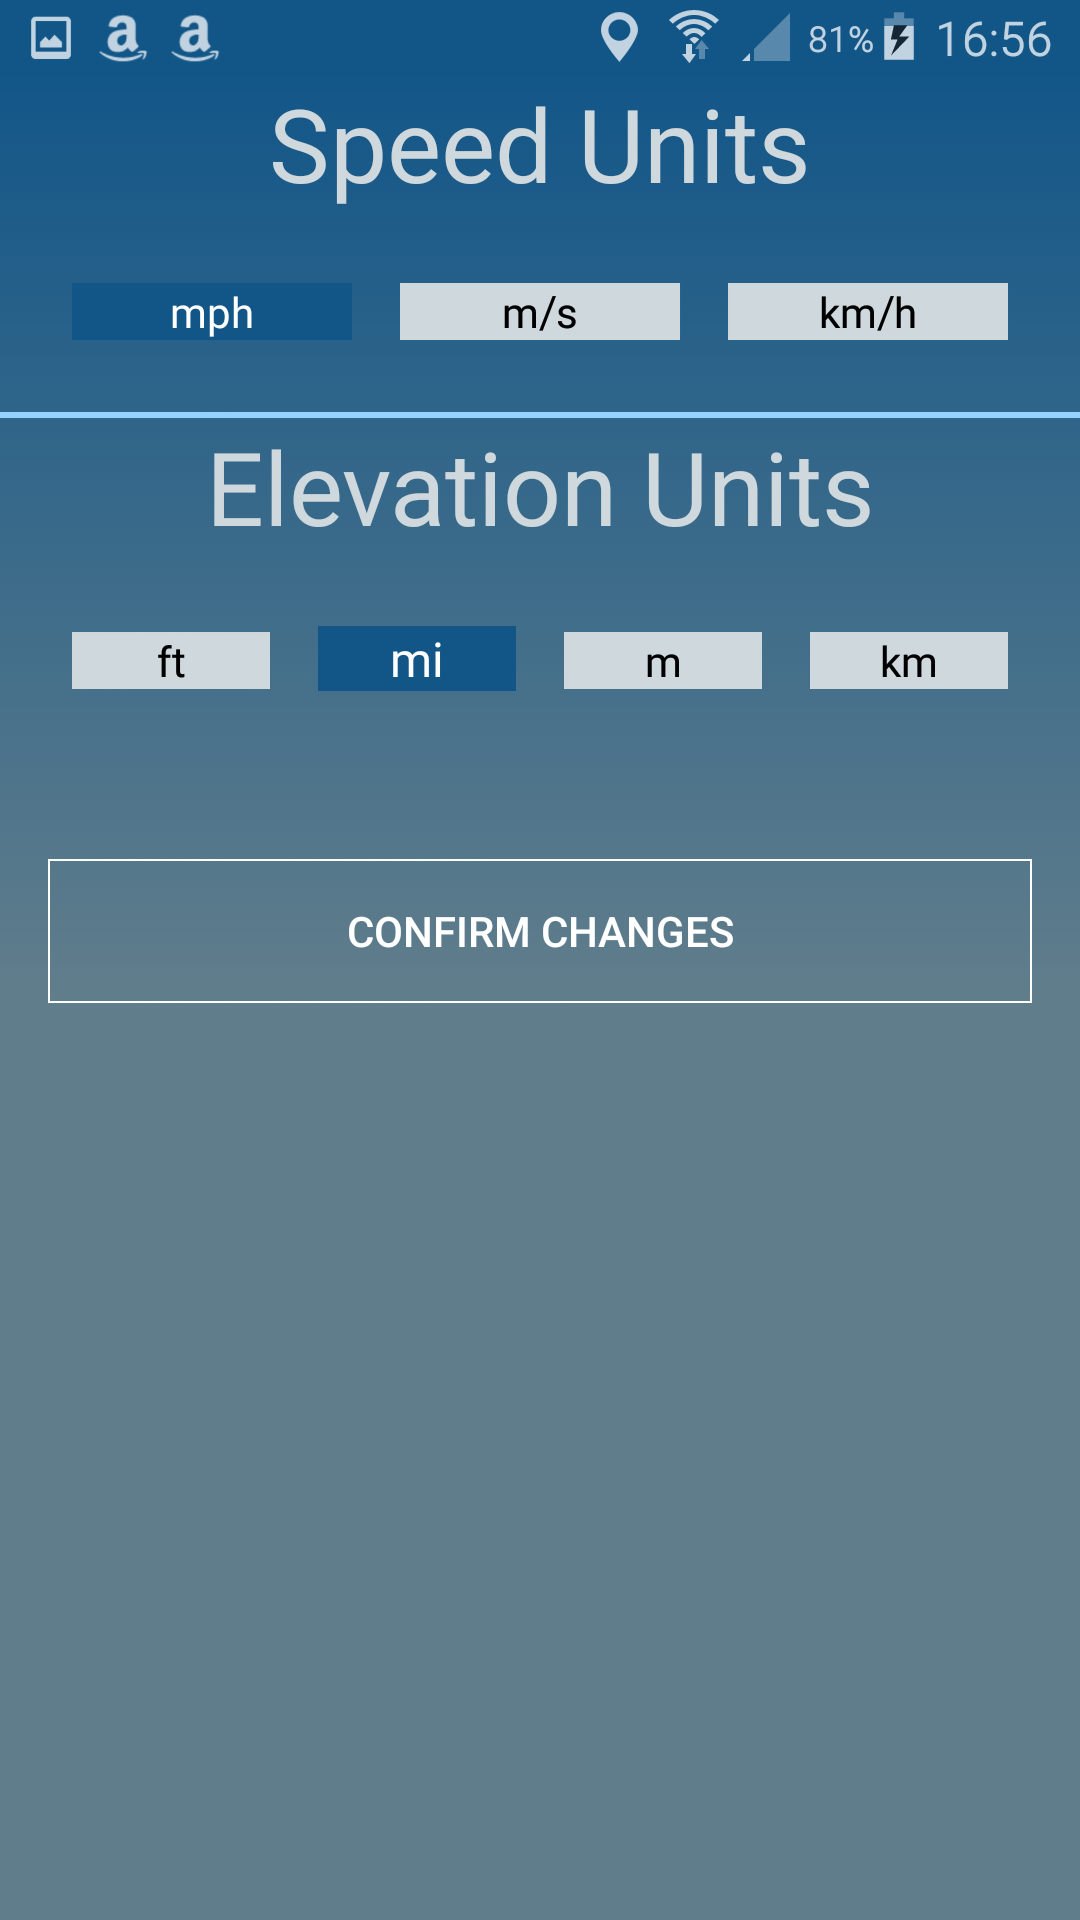 81% 16:56
Speed Units
mph m/s km/h
Elevation Units
ft mi m km
CONFIRM CHANGES